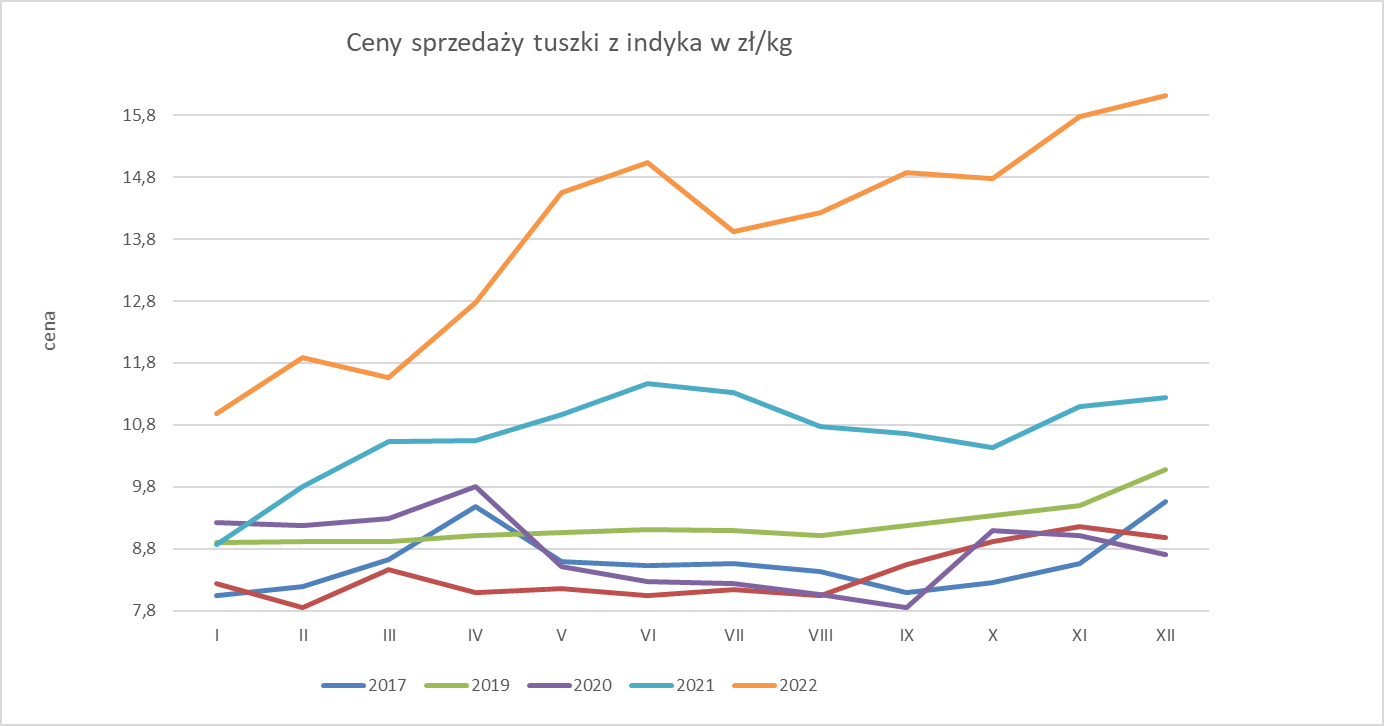 Ceny sprzedaży tuszki z indyka w zł/kg
15,8
14,8
13,8
12,8
11,8
10,8
9,8
8,8
7,8
cena
I II III IV V VI VII VIII IX X XI XII
2017 2019 2020 2021 2022